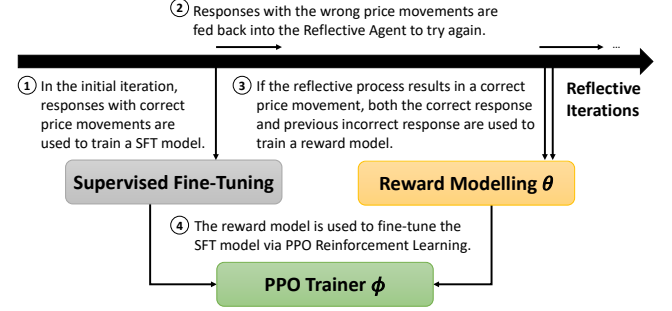 ② Responses with the wrong price movements are
fed back into the Reflective Agent to try again.
...
① In the initial iteration,
responses with correct
price movements are
used to train a SFT model.
③ If the reflective process results in a correct
price movement, both the correct response
and previous incorrect response are used to
train a reward model.
Reflective
Iterations
Supervised Fine-Tuning
Reward Modelling θ
④ The reward model is used to fine-tune the
SFT model via PPO Reinforcement Learning.
PPO Trainer ϕ